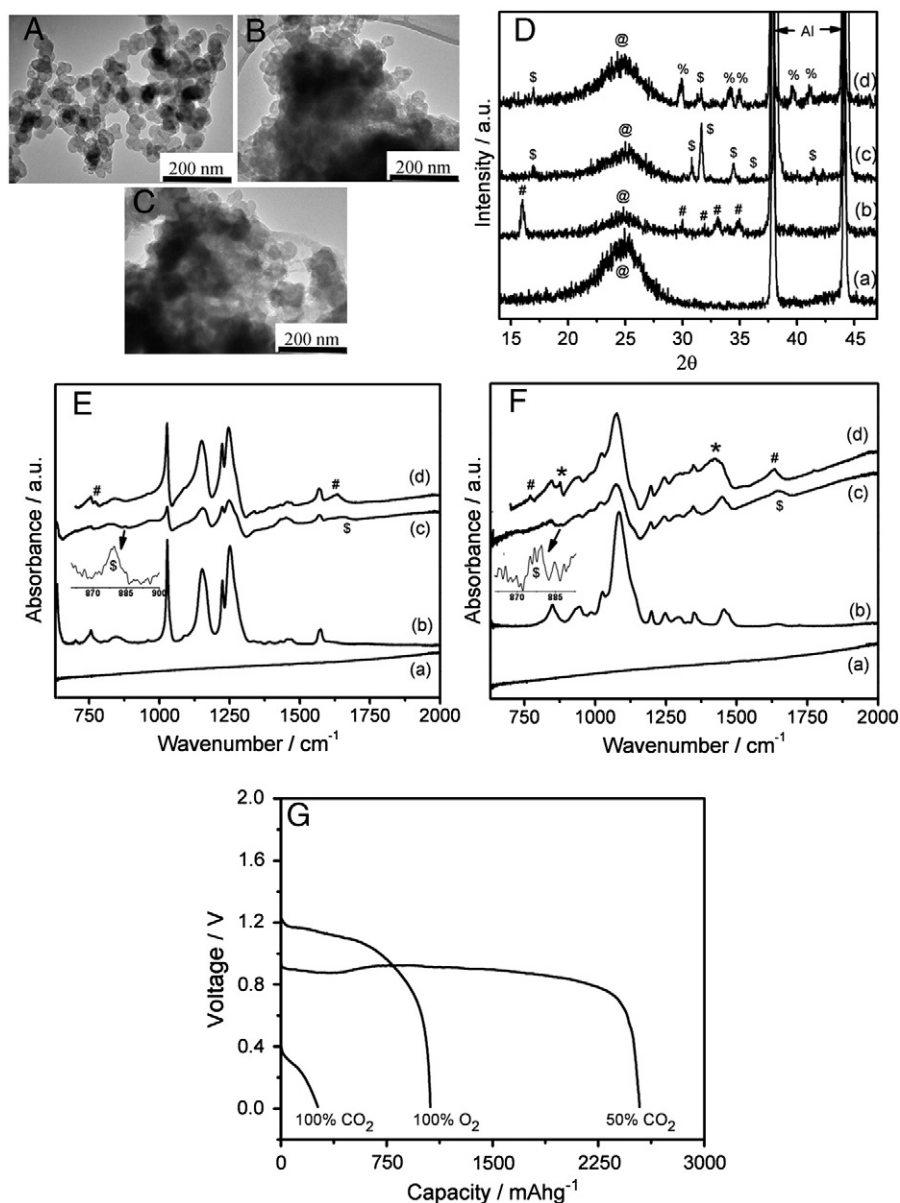 A
200 nm
B
200 nm
C
200 nm
D
Intensity / a.u.
2θ
15 20 25 30 35 40 45
Al
$ @ % $ % % % % (d)
$ @ $ $ $ $ $ (c)
# @ # # # # (b)
@ (a)
E
Absorbance / a.u.
Wavenumber / cm-1
750 1000 1250 1500 1750 2000
# # (d)
$ (c)
$
870 885 900
(b)
(a)
F
Absorbance / a.u.
Wavenumber / cm-1
750 1000 1250 1500 1750 2000
# * * # (d)
$ (c)
$
870 885
(b)
(a)
G
Voltage / V
2.0
1.6
1.2
0.8
0.4
0.0
100% CO2 100% O2 50% CO2
0 750 1500 2250 3000
Capacity / mAhg-1